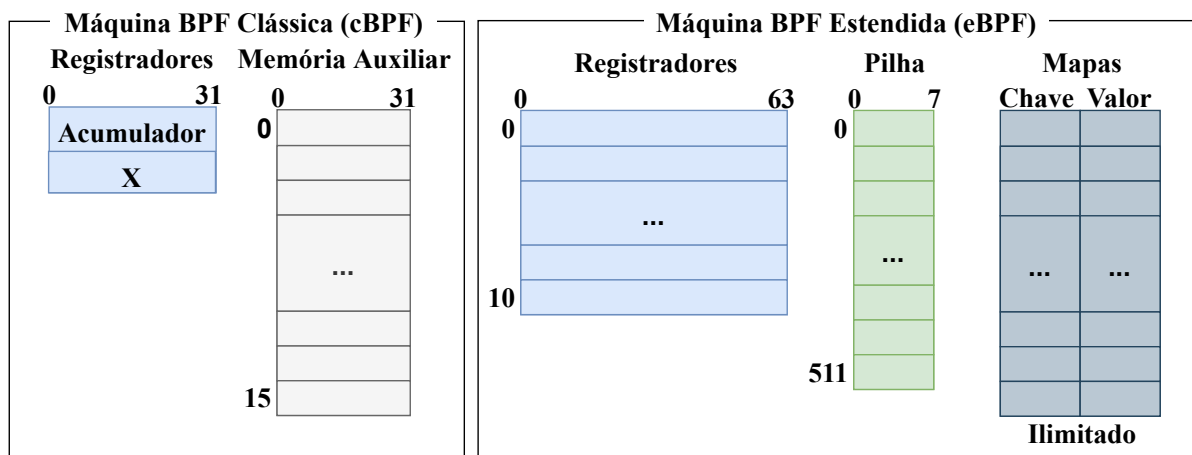 Máquina BPF Clássica (cBPF)
Registradores
0 31
Acumulador
X
Memória Auxiliar
0 31
0
...
15
Máquina BPF Estendida (eBPF)
Registradores
0 63
0
...
10
Pilha
0 7
0
...
511
Mapas
Chave Valor
... ...
Ilimitado